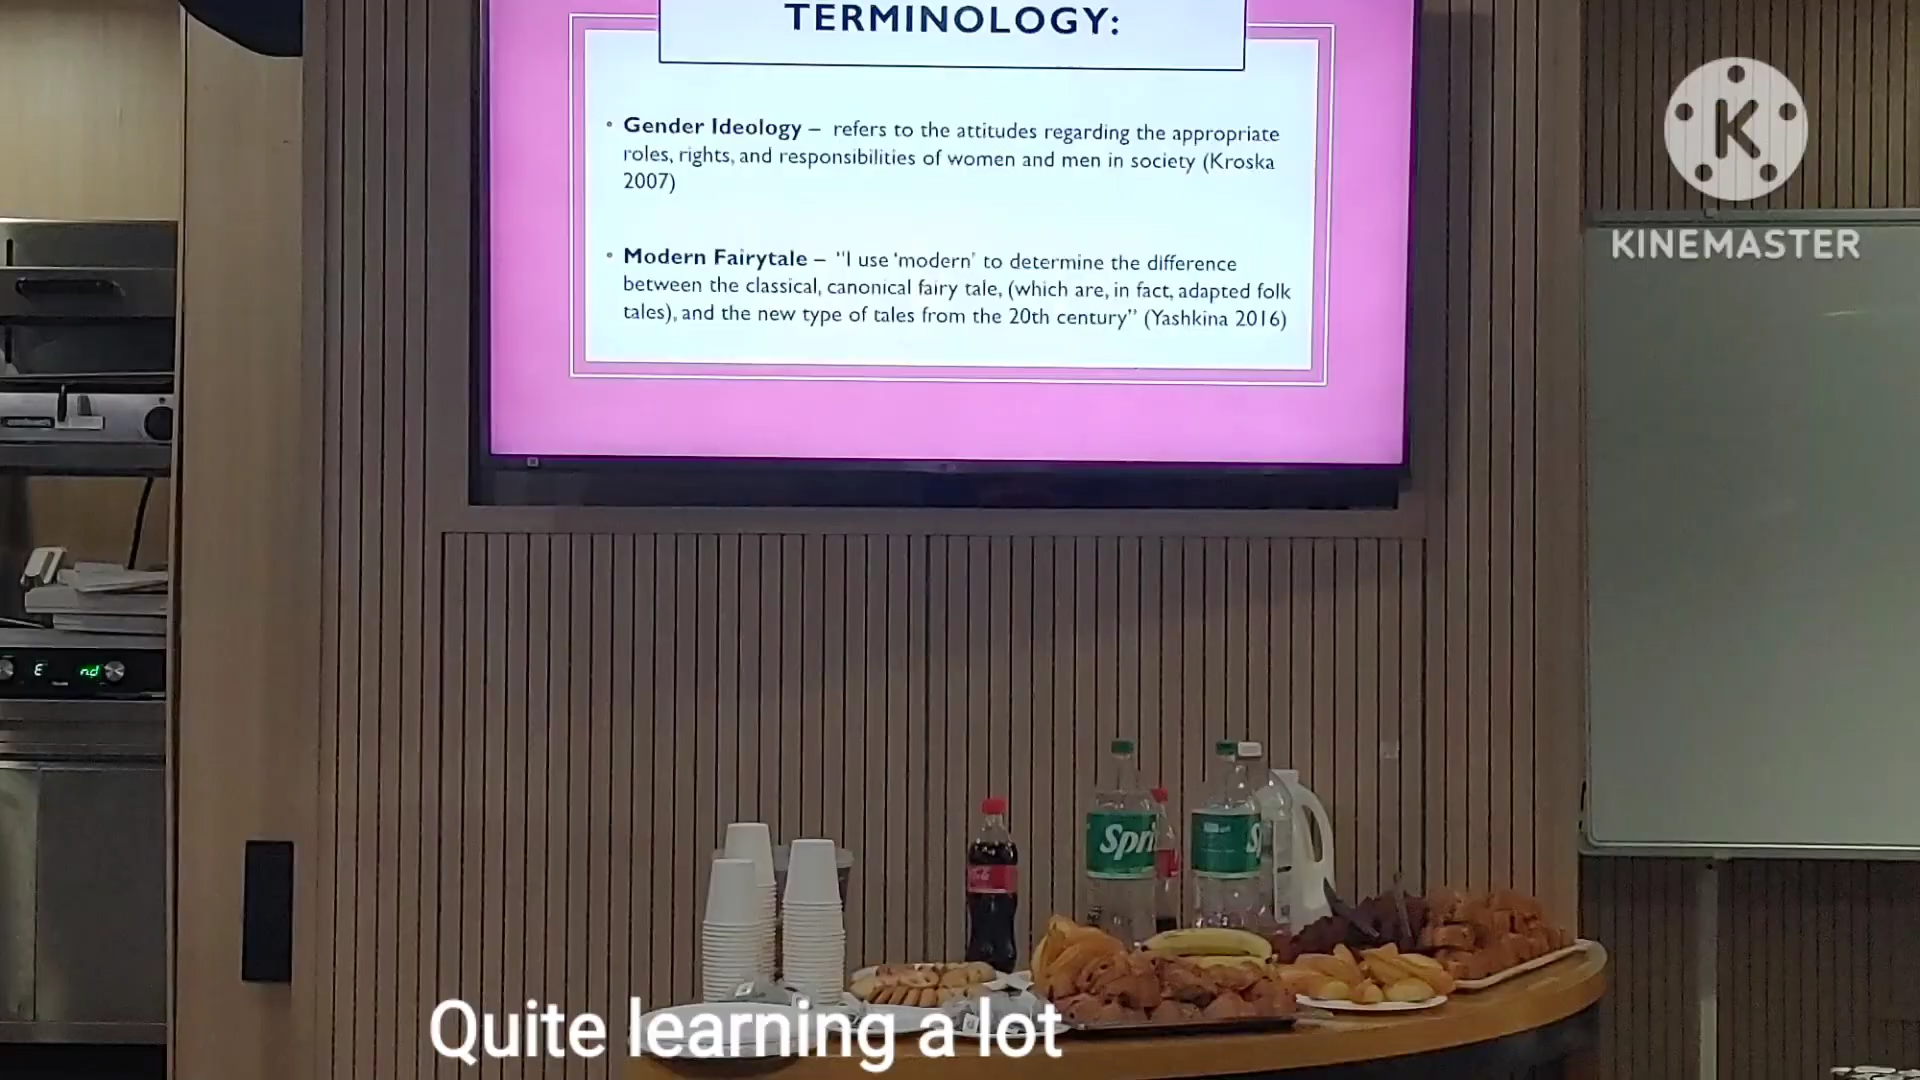 TERMINOLOGY:
• Gender Ideology – refers to the attitudes regarding the appropriate
roles, rights, and responsibilities of women and men in society (Kroska
2007)
• Modern Fairytale – "I use 'modern' to determine the difference
between the classical, canonical fairy tale, (which are, in fact, adapted folk
tales), and the new type of tales from the 20th century" (Yashkina 2016)
K
KINEMASTER
E nd
Spri
S
Quite learning a lot